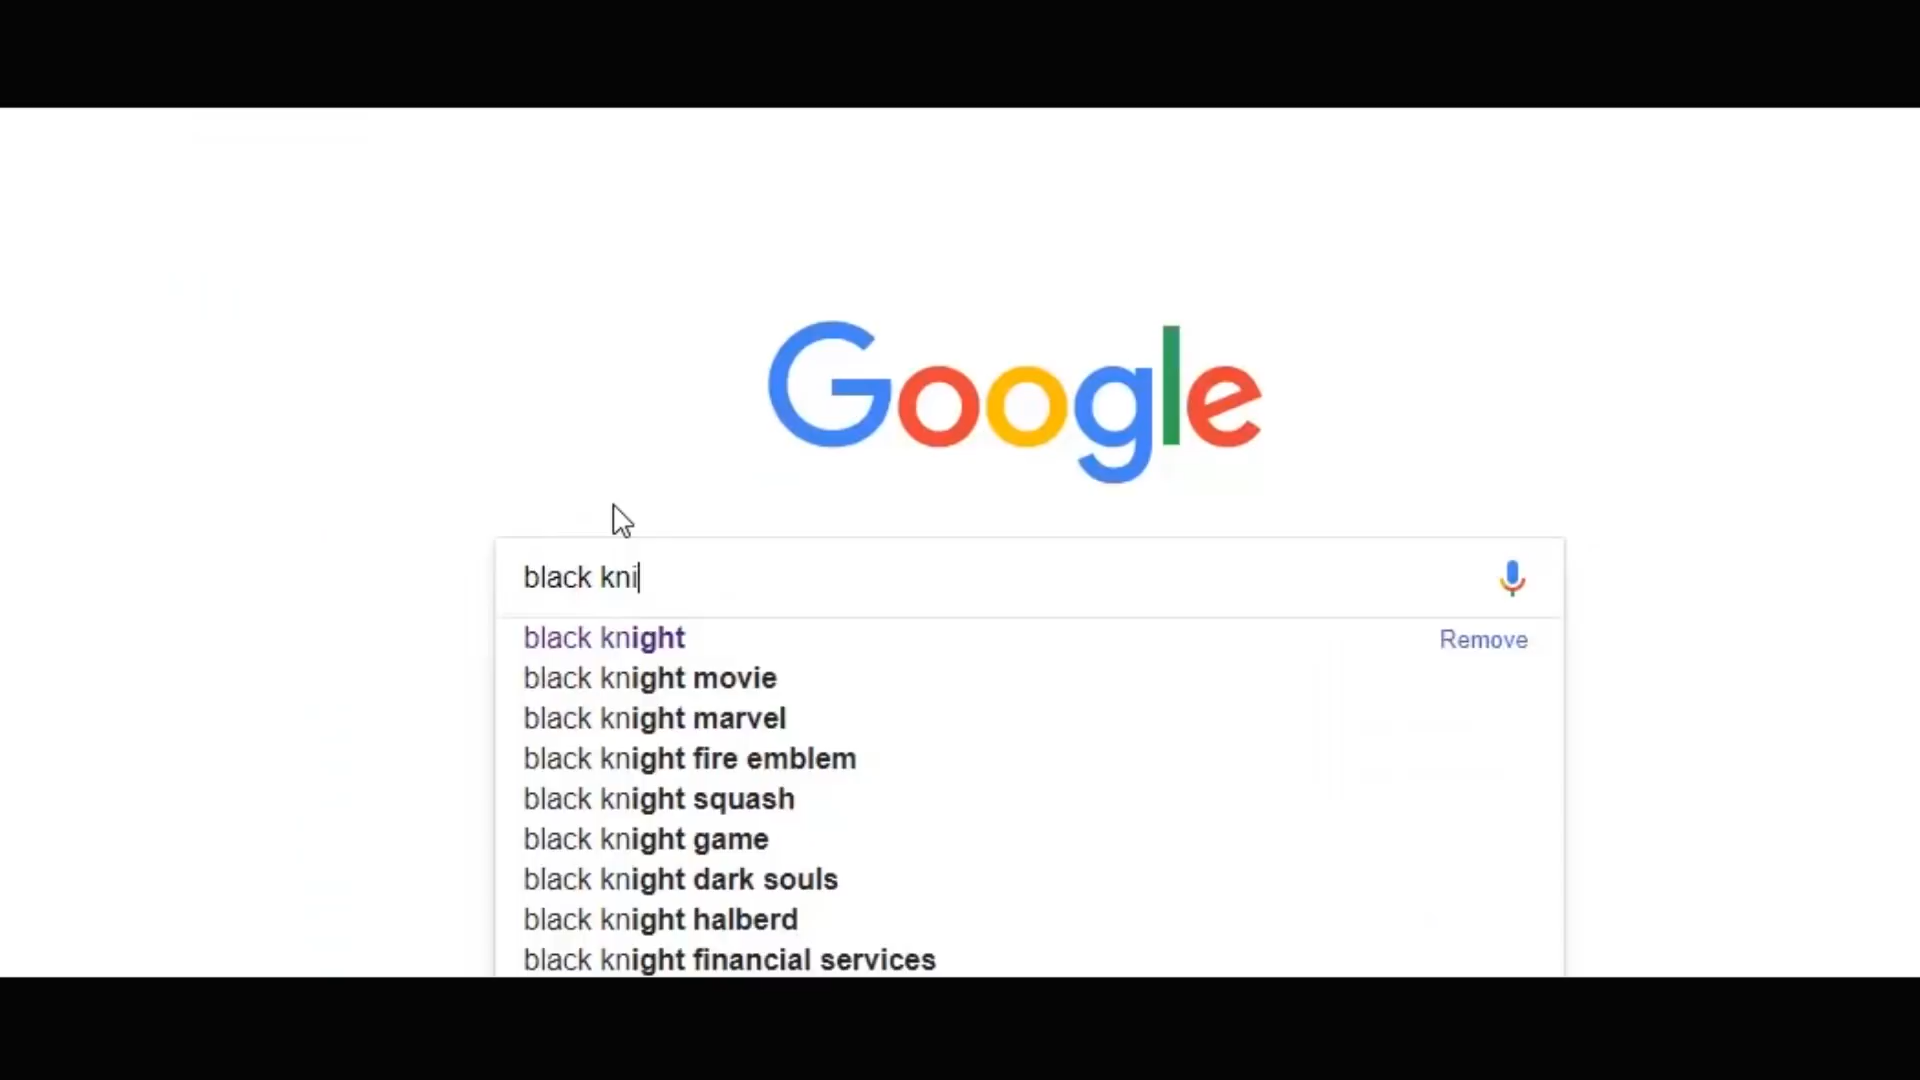 Google
black kni
black knight
Remove
black knight movie
black knight marvel
black knight fire emblem
black knight squash
black knight game
black knight dark souls
black knight halberd
black knight financial services